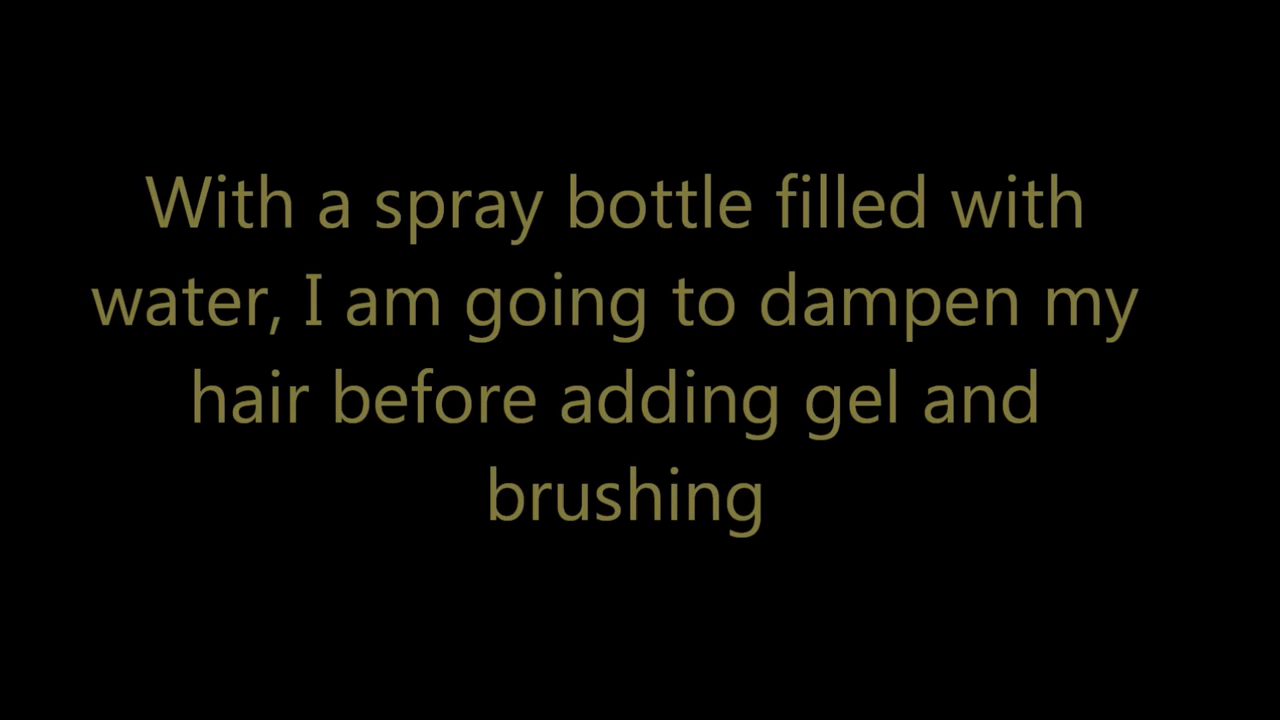 With a spray bottle filled with
water, I am going to dampen my
hair before adding gel and
brushing